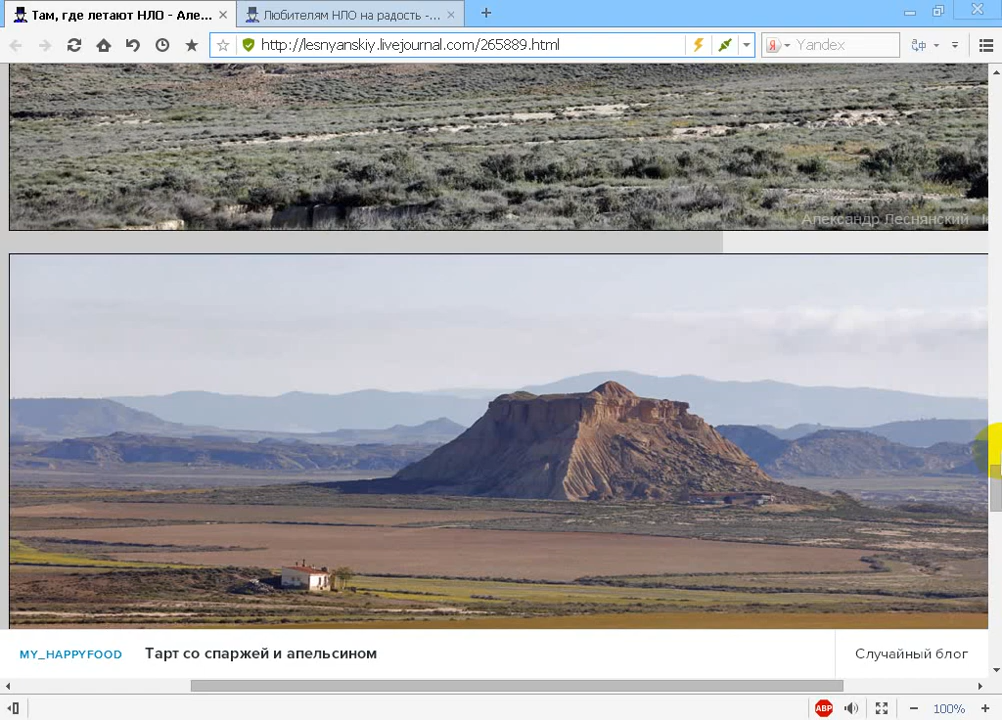 Там, где летают НЛО - Але...
Любителям НЛО на радость -...
http://lesnyanskiy.livejournal.com/265889.html
Я
Yandex
Александр Леснянский
MY_HAPPYFOOD
Тарт со спаржей и апельсином
Случайный блог
ABP
100%